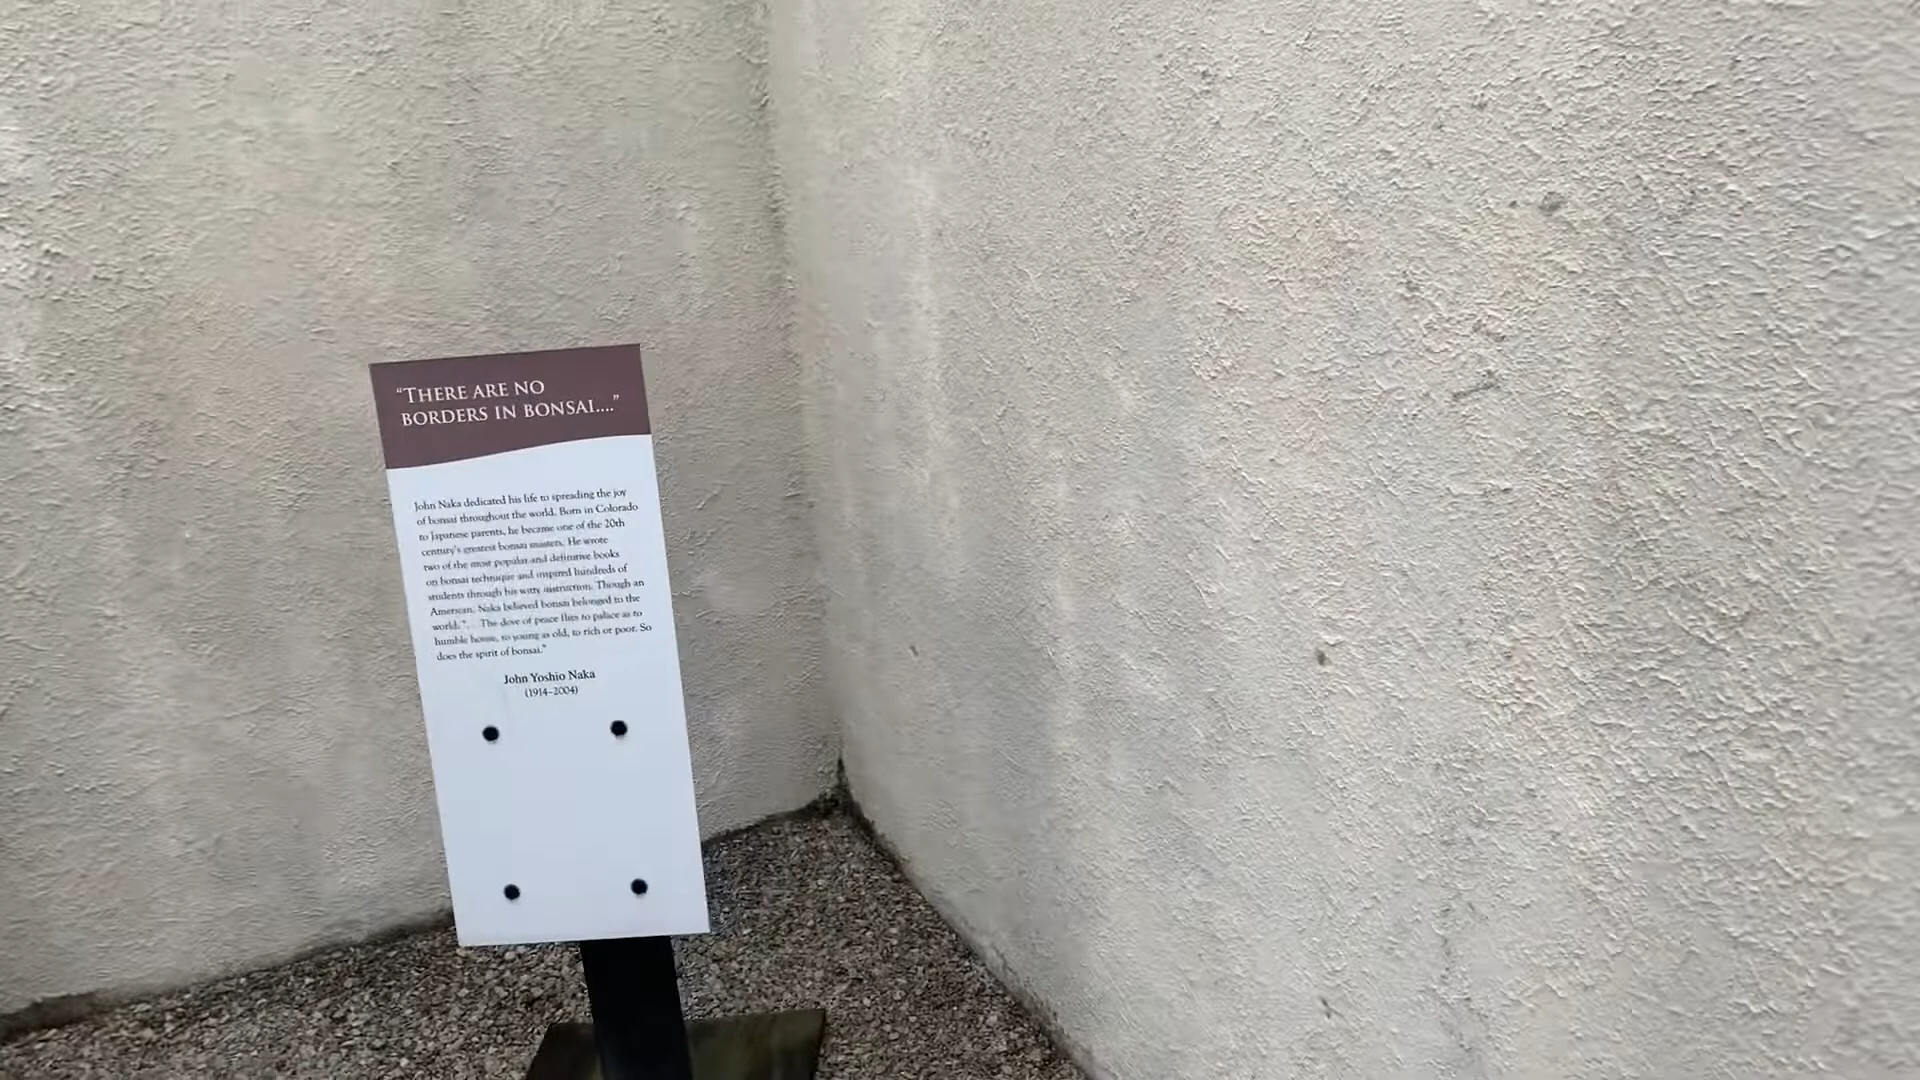 “THERE ARE NO
BORDERS IN BONSAI....”
John Naka dedicated his life to spreading the joy
of bonsai throughout the world. Born in Colorado
to Japanese parents, he became one of the 20th
century's greatest bonsai masters. He wrote
two of the most popular and definitive books
on bonsai technique and inspired hundreds of
students through his witty instruction. Though an
American, Naka believed bonsai belonged to the
world. “. . . The dove of peace flies to palace as to
humble house, to young as old, to rich or poor. So
does the spirit of bonsai.”
John Yoshio Naka
(1914–2004)